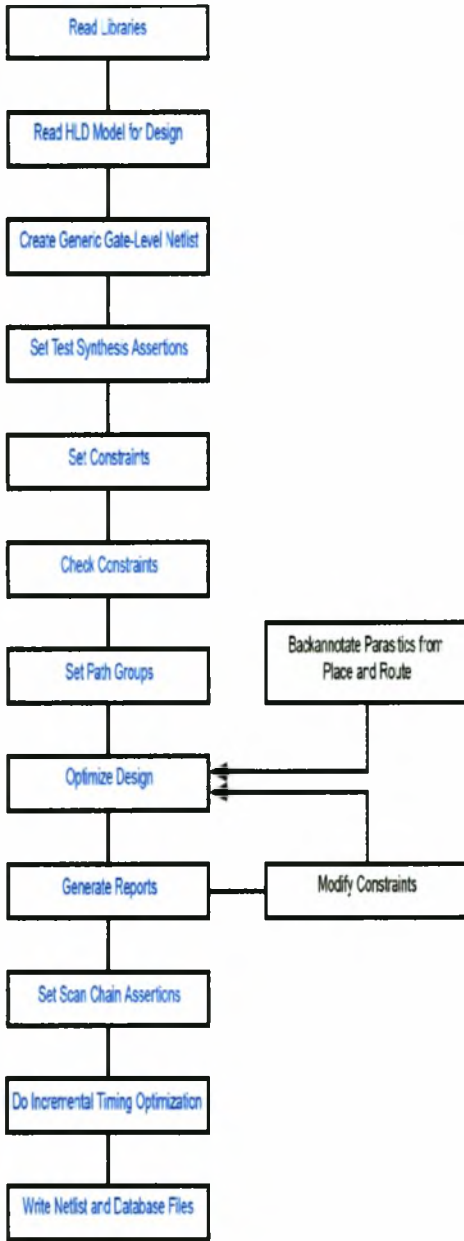 Read Libraries
Read HLD Model for Design
Create Generic Gate-Level Netlist
Set Test Synthesis Assertions
Set Constraints
Check Constraints
Set Path Groups
Backannotate Parastics from
Place and Route
Optimize Design
Generate Reports
Modify Constraints
Set Scan Chain Assertions
Do Incremental Timing Optimization
Write Netlist and Database Files